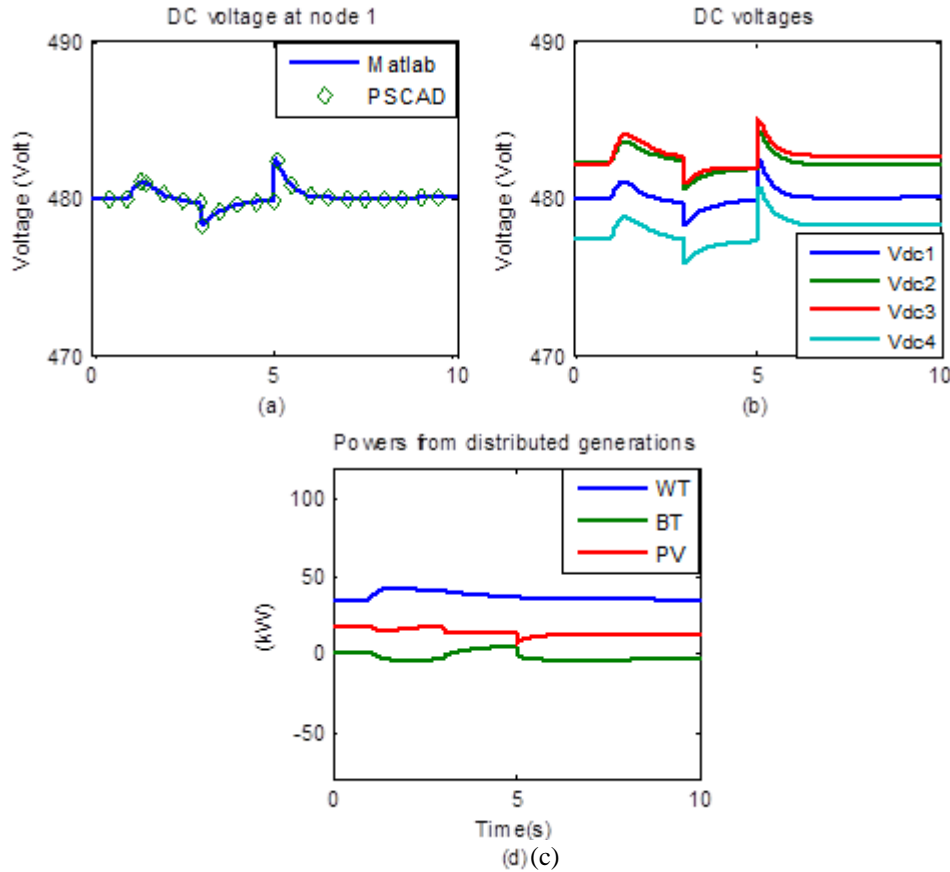 DC voltage at node 1
490
480
470
Voltage (Volt)
Matlab
PSCAD
0
5
10
(a)
DC voltages
490
480
470
Voltage (Volt)
Vdc1
Vdc2
Vdc3
Vdc4
0
5
10
(b)
Powers from distributed generations
100
50
0
-50
(kW)
WT
BT
PV
0
5
10
Time(s)
(d) (c)